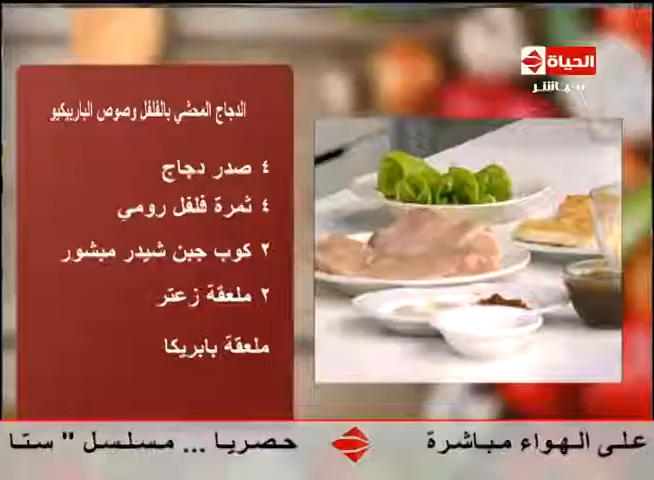 الحياة
مباشر
الدجاج المحشي بالفلفل وصوص الباربيكيو
٤ صدر دجاج
٤ ثمرة فلفل رومي
٢ كوب جبن شيدر مبشور
٢ ملعقة زعتر
ملعقة بابريكا
على الهواء مباشرة
حصريا ... مسلسل " ستا